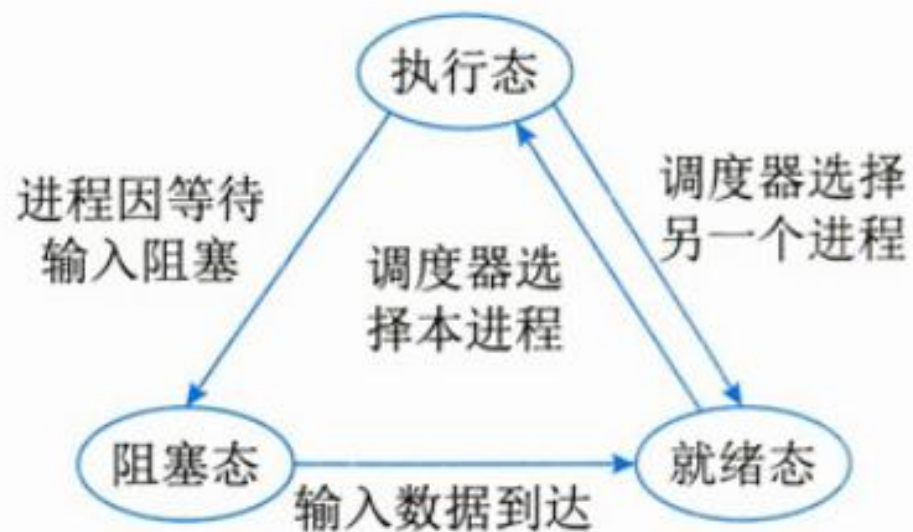 执行态
进程因等待
输入阻塞
调度器选择
另一个进程
调度器选
择本进程
阻塞态
就绪态
输入数据到达